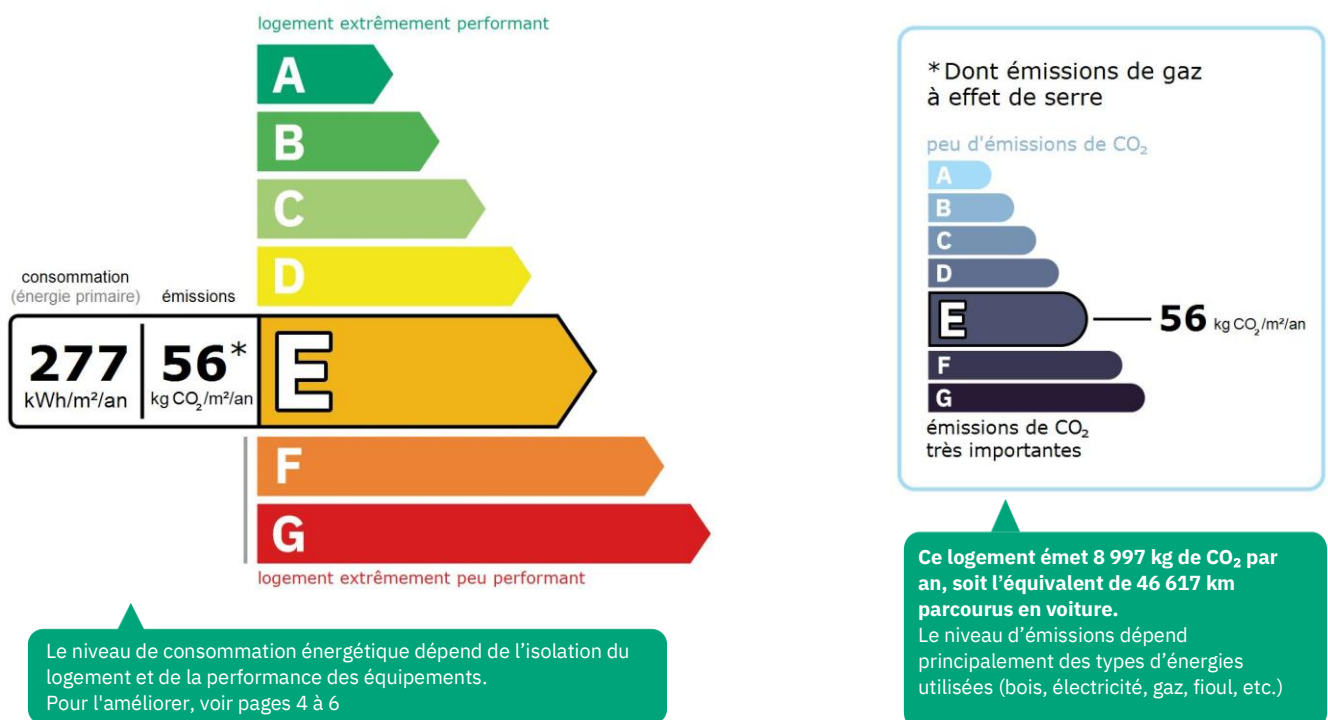 logement extrêmement performant
A
B
C
D
consommation
(énergie primaire)
émissions
277
kWh/m²/an
56*
kg CO₂/m²/an
E
F
G
logement extrêmement peu performant
Le niveau de consommation énergétique dépend de l'isolation du
logement et de la performance des équipements.
Pour l'améliorer, voir pages 4 à 6
*Dont émissions de gaz
à effet de serre
peu d'émissions de CO₂
A
B
C
D
E
56 kg CO₂/m²/an
F
G
émissions de CO₂
très importantes
Ce logement émet 8 997 kg de CO₂ par
an, soit l’équivalent de 46 617 km
parcourus en voiture.
Le niveau d’émissions dépend
principalement des types d’énergies
utilisées (bois, électricité, gaz, fioul, etc.)